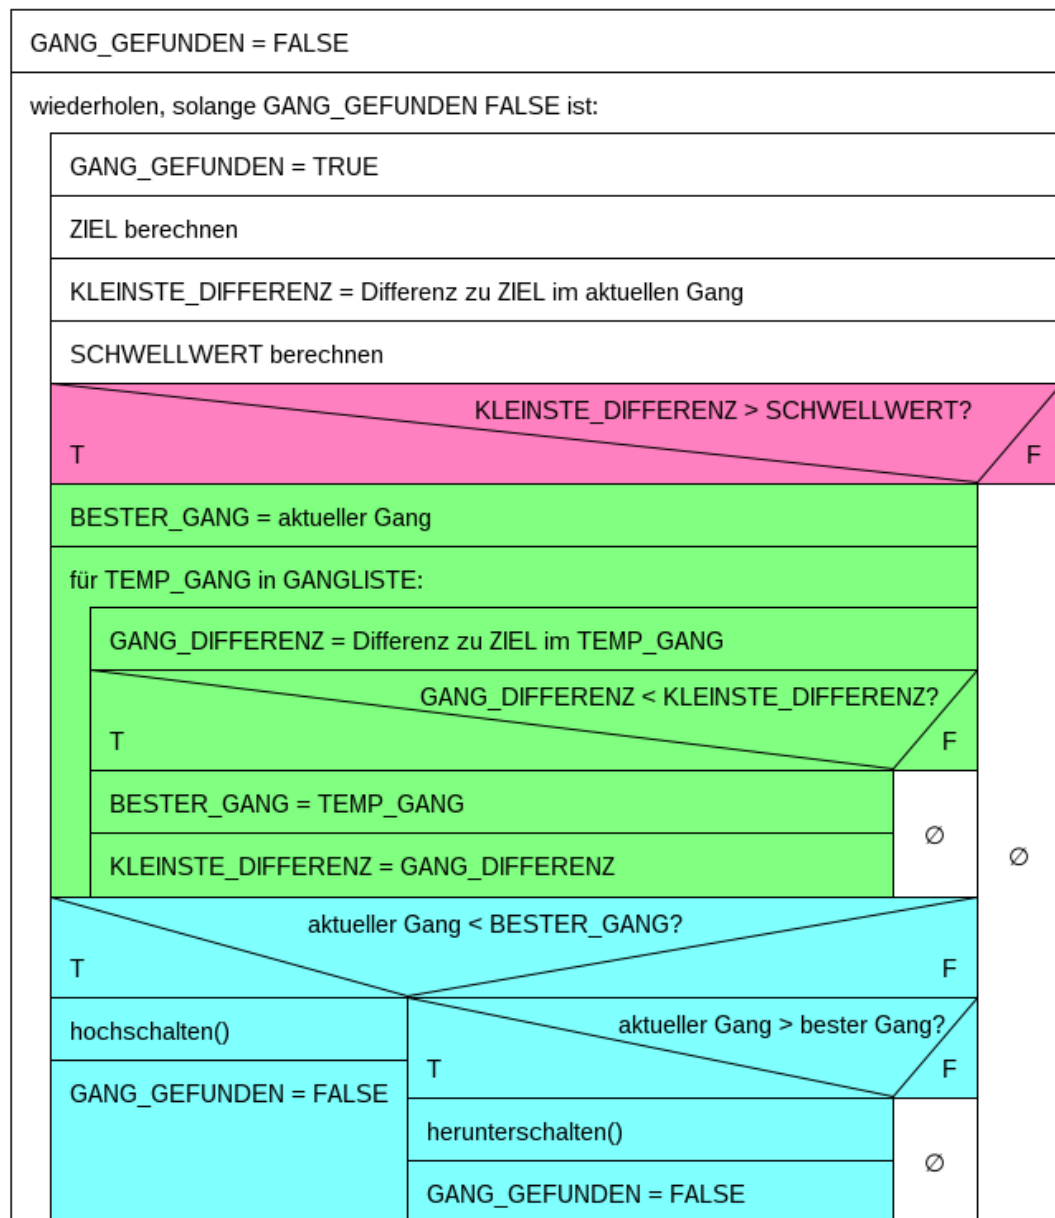 GANG_GEFUNDEN = FALSE
wiederholen, solange GANG_GEFUNDEN FALSE ist:
GANG_GEFUNDEN = TRUE
ZIEL berechnen
KLEINSTE_DIFFERENZ = Differenz zu ZIEL im aktuellen Gang
SCHWELLWERT berechnen
KLEINSTE_DIFFERENZ > SCHWELLWERT?
T
F
BESTER_GANG = aktueller Gang
für TEMP_GANG in GANGLISTE:
GANG_DIFFERENZ = Differenz zu ZIEL im TEMP_GANG
GANG_DIFFERENZ < KLEINSTE_DIFFERENZ?
T
F
BESTER_GANG = TEMP_GANG
∅
∅
KLEINSTE_DIFFERENZ = GANG_DIFFERENZ
aktueller Gang < BESTER_GANG?
T
F
hochschalten()
aktueller Gang > bester Gang?
T
F
GANG_GEFUNDEN = FALSE
herunterschalten()
∅
GANG_GEFUNDEN = FALSE